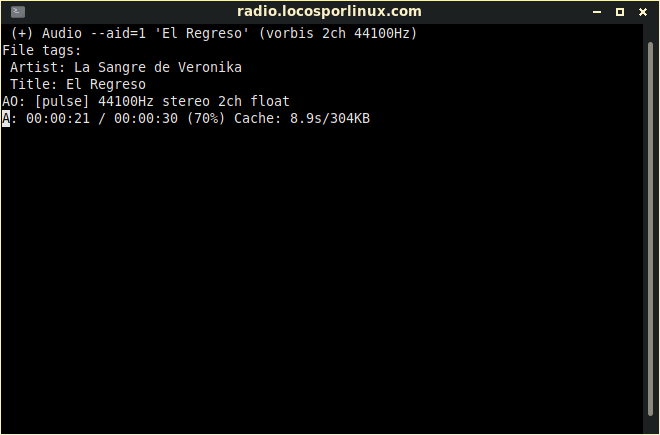 radio.locosporlinux.com
(+) Audio --aid=1 'El Regreso' (vorbis 2ch 44100Hz)
File tags:
Artist: La Sangre de Veronika
Title: El Regreso
AO: [pulse] 44100Hz stereo 2ch float
A: 00:00:21 / 00:00:30 (70%) Cache: 8.9s/304KB